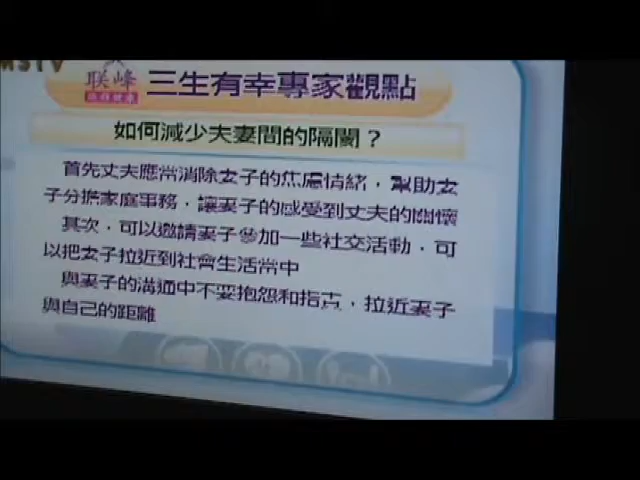 MSTV
联峰
三生有幸專家觀點
如何減少夫妻間的隔閡？
首先丈夫應常消除妻子的焦慮情緒，幫助妻
子分擔家庭事務，讓妻子的感受到丈夫的關懷
其次，可以邀請妻子參加一些社交活動，可
以把妻子拉近到社會生活當中
與妻子的溝通中不要抱怨和指責，拉近妻子
與自己的距離